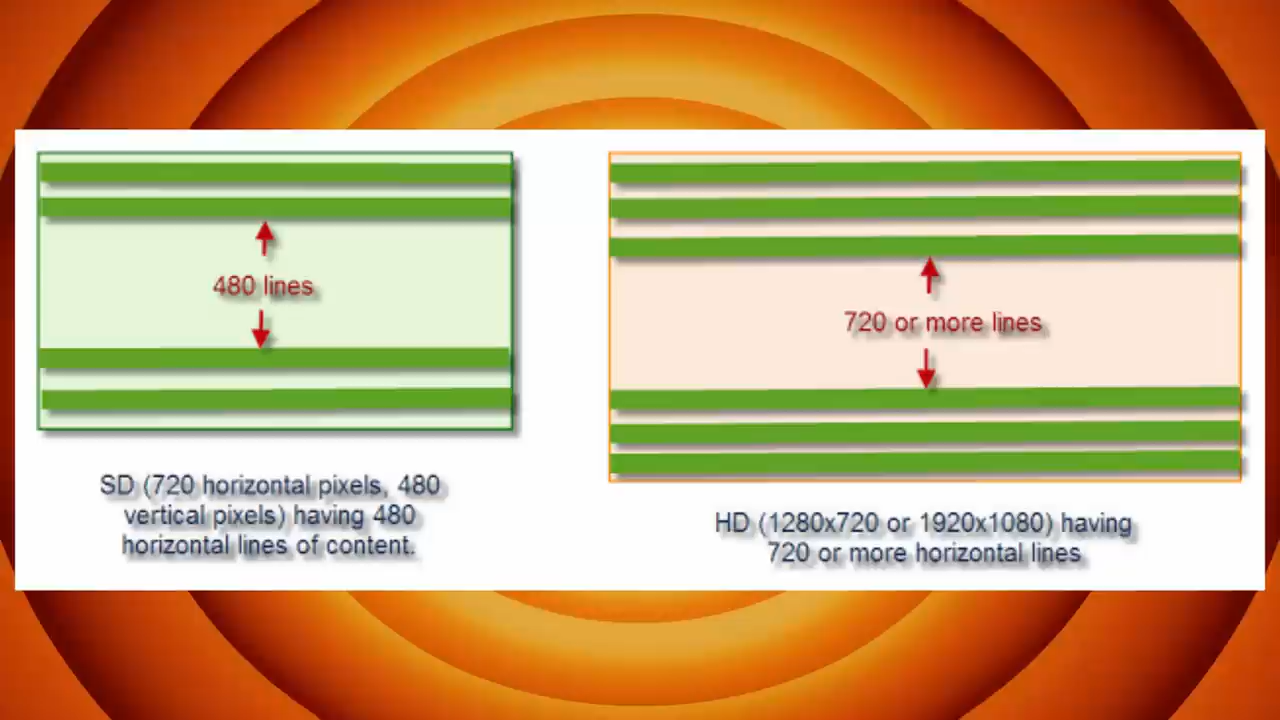 480 lines
SD (720 horizontal pixels, 480
vertical pixels) having 480
horizontal lines of content.
720 or more lines
HD (1280x720 or 1920x1080) having
720 or more horizontal lines